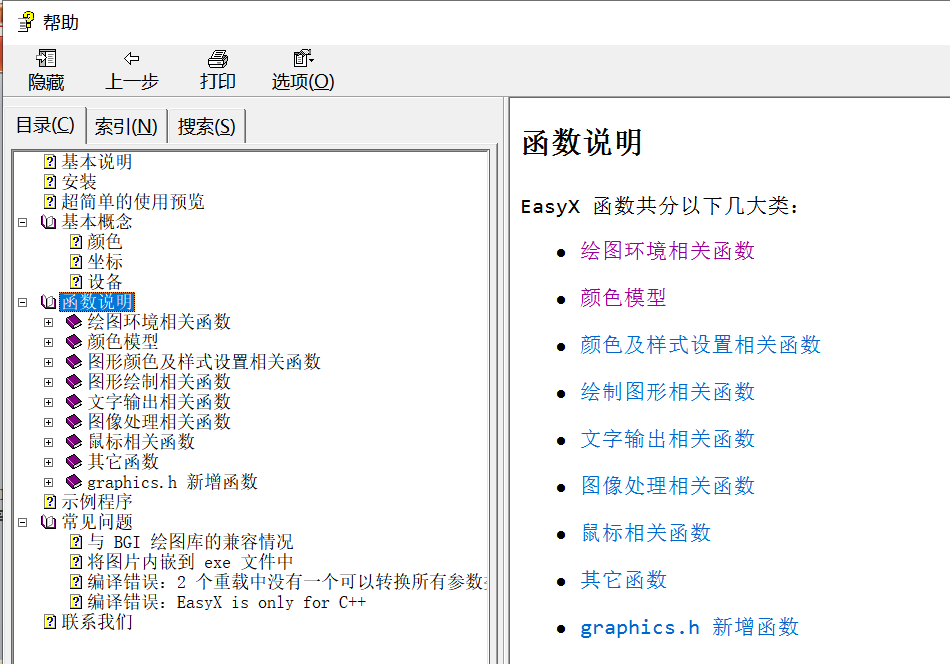 帮助
隐藏 上一步 打印 选项(O)
目录(C) 索引(N) 搜索(S)
基本说明
安装
超简单的使用预览
基本概念
颜色
坐标
设备
函数说明
绘图环境相关函数
颜色模型
图形颜色及样式设置相关函数
图形绘制相关函数
文字输出相关函数
图像处理相关函数
鼠标相关函数
其它函数
graphics.h 新增函数
示例程序
常见问题
与 BGI 绘图库的兼容情况
将图片内嵌到 exe 文件中
编译错误: 2 个重载中没有一个可以转换所有参数
编译错误: EasyX is only for C++
联系我们
函数说明
EasyX 函数共分以下几大类:
绘图环境相关函数
颜色模型
颜色及样式设置相关函数
绘制图形相关函数
文字输出相关函数
图像处理相关函数
鼠标相关函数
其它函数
graphics.h 新增函数